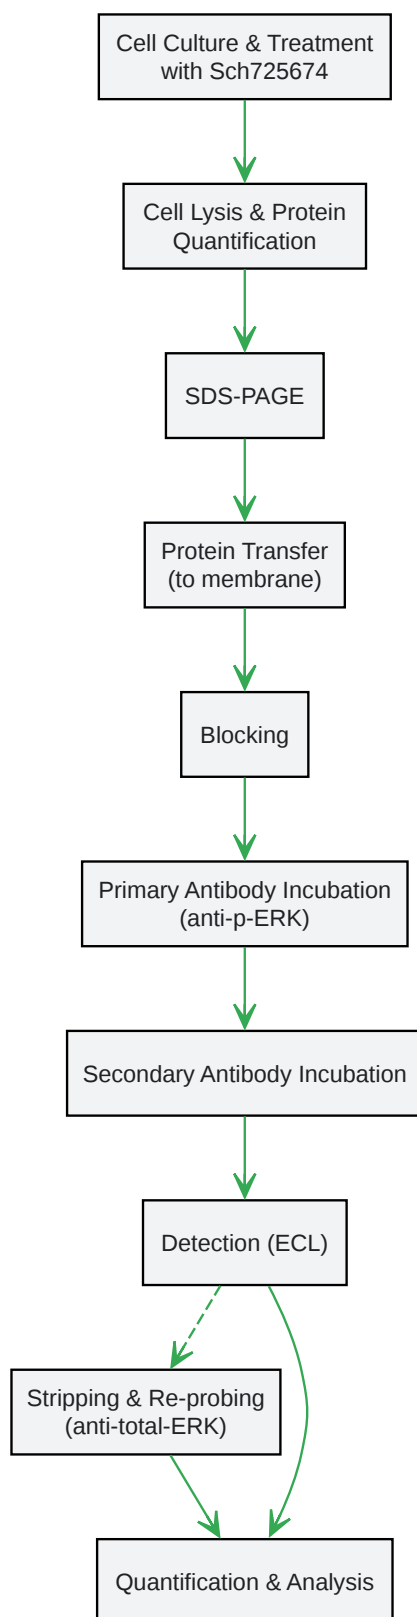 Cell Culture & Treatment
with Sch725674
Cell Lysis & Protein
Quantification
SDS-PAGE
Protein Transfer
(to membrane)
Blocking
Primary Antibody Incubation
(anti-p-ERK)
Secondary Antibody Incubation
Detection (ECL)
Stripping & Re-probing
(anti-total-ERK)
Quantification & Analysis